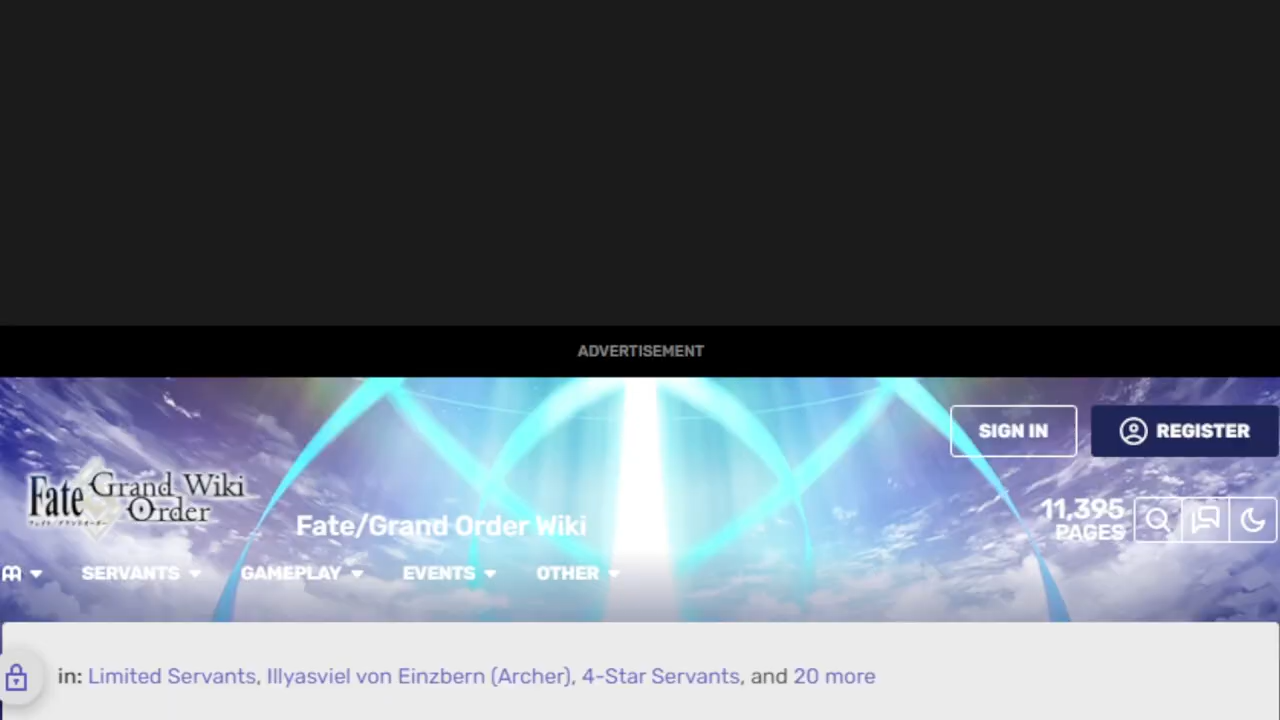 ADVERTISEMENT
SIGN IN
REGISTER
Fate Grand Wiki
Order
Fate/Grand Order Wiki
11,395
PAGES
SERVANTS
GAMEPLAY
EVENTS
OTHER
in: Limited Servants, Illyasviel von Einzbern (Archer), 4-Star Servants, and 20 more